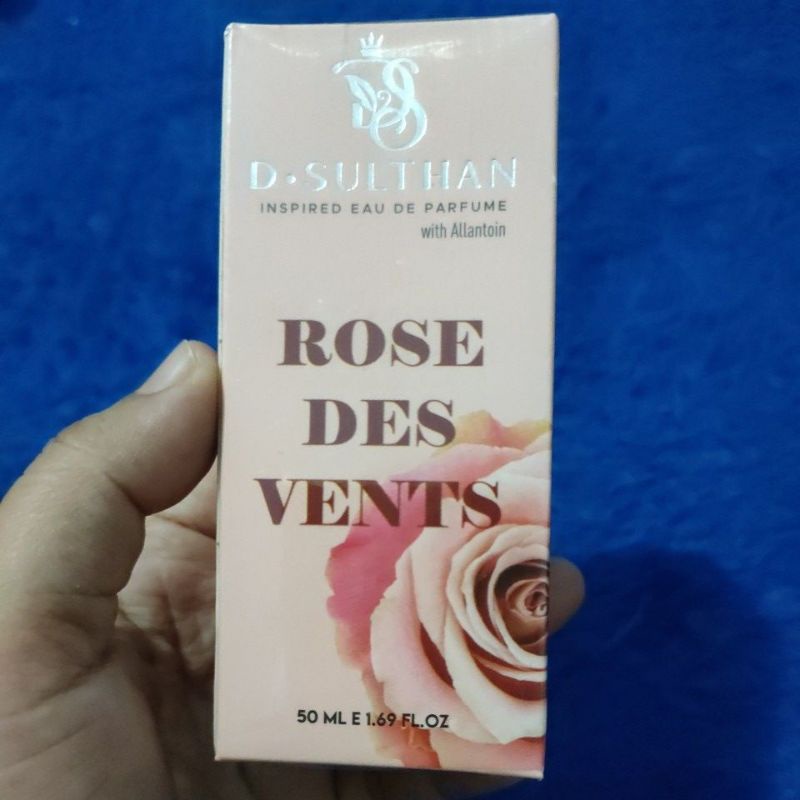 D•SULTHAN
INSPIRED EAU DE PARFUME
with Allantoin
ROSE
DES
VENTS
50 ML E 1.69 FL.OZ